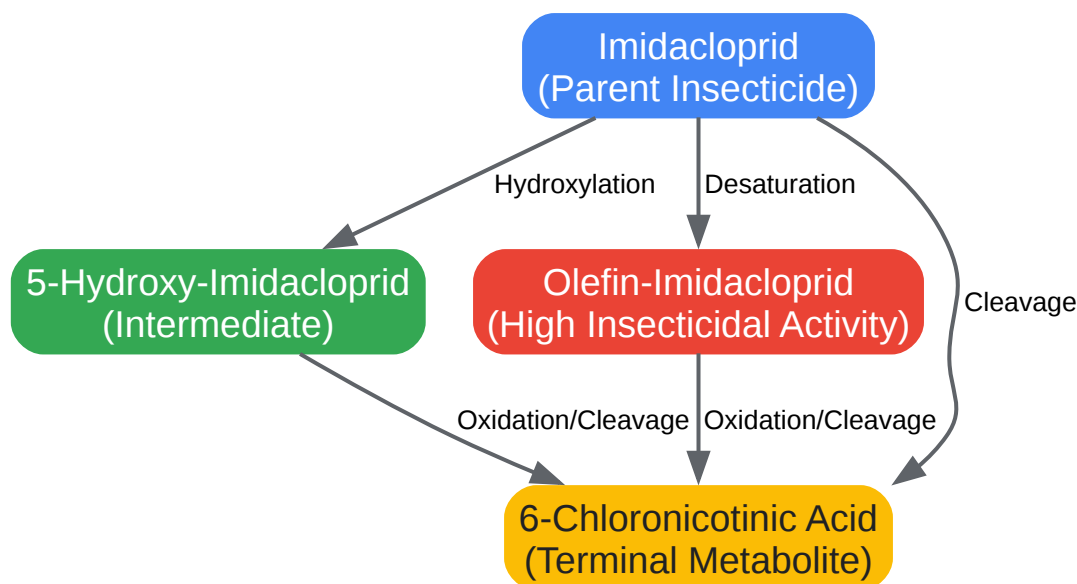 Imidacloprid
(Parent Insecticide)
Hydroxylation
Desaturation
5-Hydroxy-Imidacloprid
(Intermediate)
Olefin-Imidacloprid
(High Insecticidal Activity)
Cleavage
Oxidation/Cleavage
Oxidation/Cleavage
6-Chloronicotinic Acid
(Terminal Metabolite)